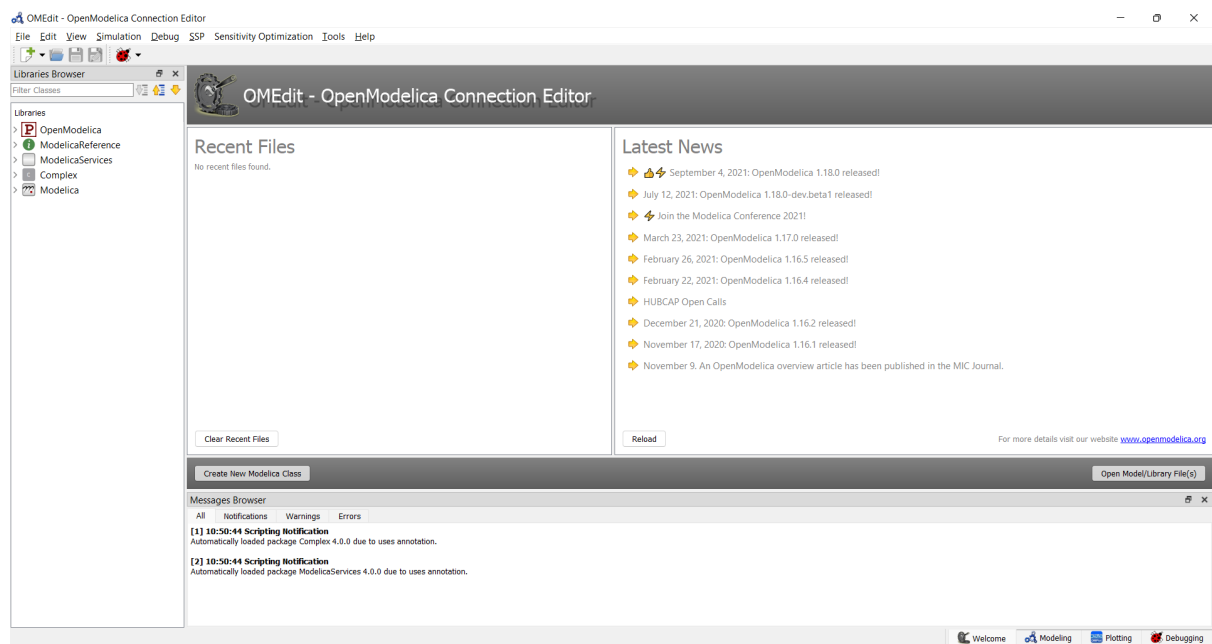 OMEdit - OpenModelica Connection Editor
File Edit View Simulation Debug SSP Sensitivity Optimization Tools Help
Libraries Browser
Filter Classes
Libraries
P OpenModelica
ModelicaReference
ModelicaServices
C Complex
Modelica
OMEdit - OpenModelica Connection Editor
Recent Files
No recent files found.
Clear Recent Files
Latest News
September 4, 2021: OpenModelica 1.18.0 released!
July 12, 2021: OpenModelica 1.18.0-dev.beta1 released!
Join the Modelica Conference 2021!
March 23, 2021: OpenModelica 1.17.0 released!
February 26, 2021: OpenModelica 1.16.5 released!
February 22, 2021: OpenModelica 1.16.4 released!
HUBCAP Open Calls
December 21, 2020: OpenModelica 1.16.2 released!
November 17, 2020: OpenModelica 1.16.1 released!
November 9. An OpenModelica overview article has been published in the MIC Journal.
Reload
For more details visit our website www.openmodelica.org
Create New Modelica Class
Open Model/Library File(s)
Messages Browser
All Notifications Warnings Errors
[1] 10:50:44 Scripting Notification
Automatically loaded package Complex 4.0.0 due to uses annotation.
[2] 10:50:44 Scripting Notification
Automatically loaded package ModelicaServices 4.0.0 due to uses annotation.
Welcome Modeling Plotting Debugging